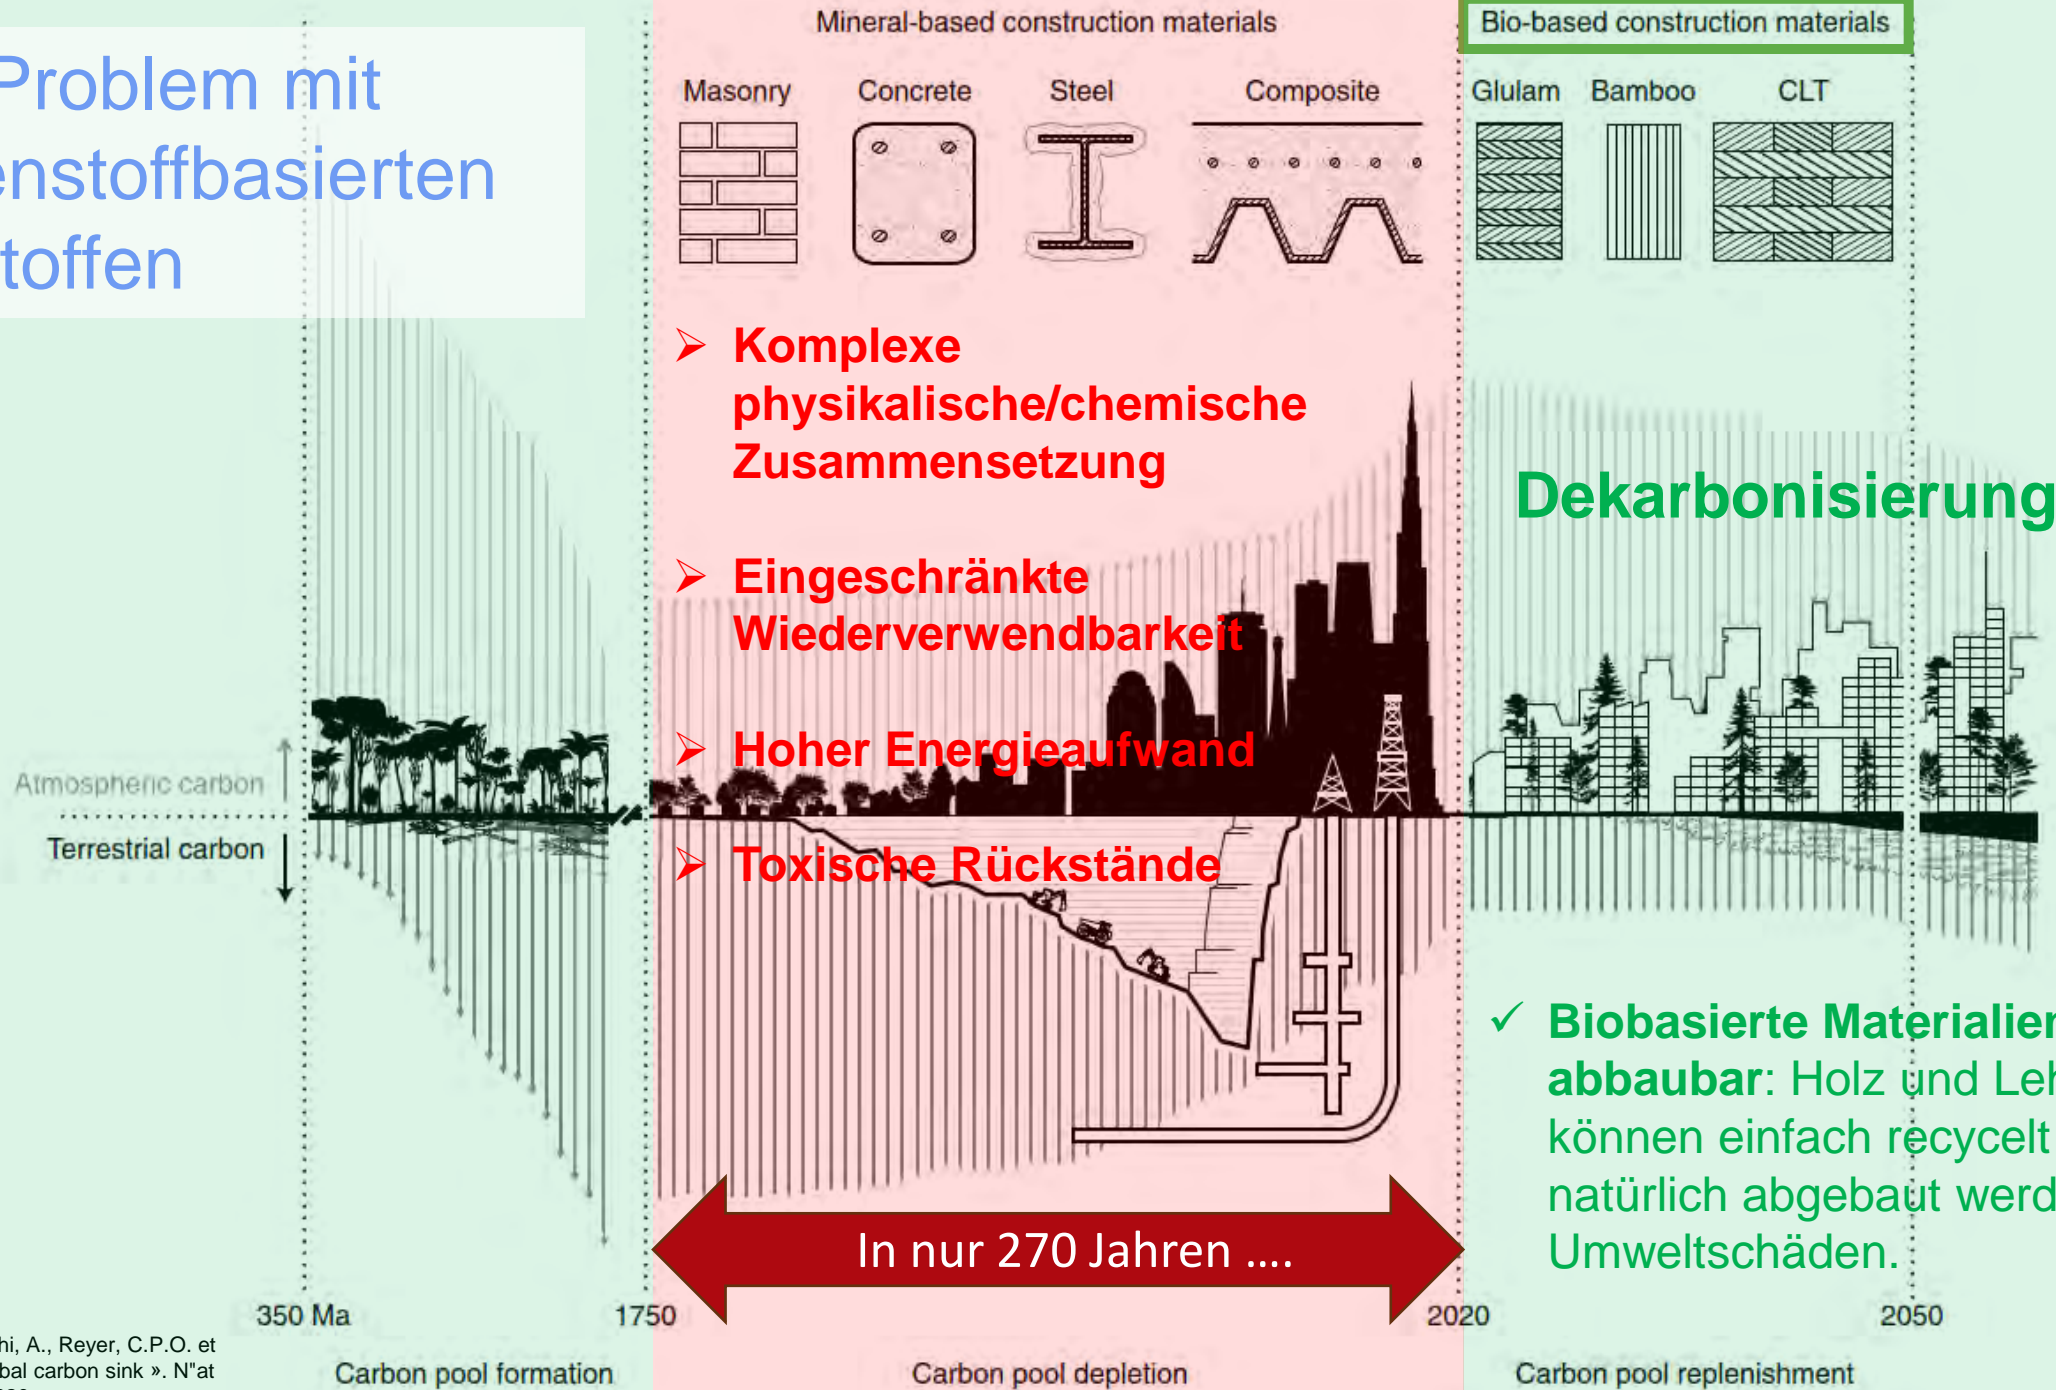 Problem mit
enstoffbasierten
toffen
Mineral-based construction materials
Masonry Concrete Steel Composite
Bio-based construction materials
Glulam Bamboo CLT
➢ Komplexe
physikalische/chemische
Zusammensetzung
➢ Eingeschränkte
Wiederverwendbarkeit
➢ Hoher Energieaufwand
➢ Toxische Rückstände
Dekarbonisierung
Atmospheric carbon
Terrestrial carbon
✓ Biobasierte Materialien
abbaubar: Holz und Leh
können einfach recycelt
natürlich abgebaut werd
Umweltschäden.
In nur 270 Jahren ....
350 Ma 1750 2020 2050
Carbon pool formation Carbon pool depletion Carbon pool replenishment
hi, A., Reyer, C.P.O. et
bal carbon sink ». N"at